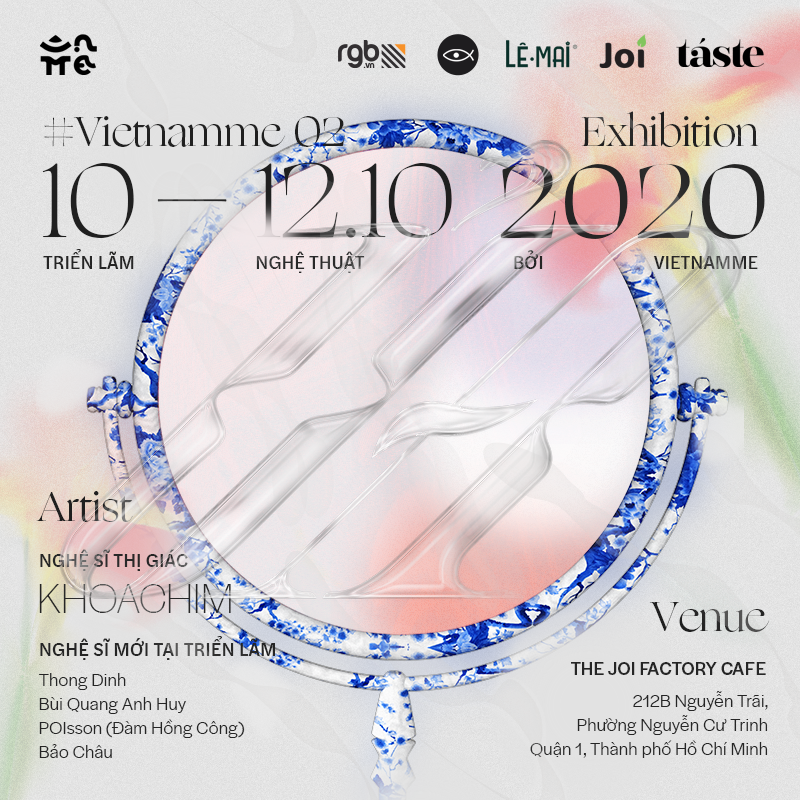 rgb
.vn
LÊ·MAI
Joi
táste
#Vietnamme 02
Exhibition
10 — 12.10 2020
TRIỂN LÃM NGHỆ THUẬT BỞI VIETNAMME
Artist
NGHỆ SĨ THỊ GIÁC
KHOACHIM
NGHỆ SĨ MỚI TẠI TRIỂN LÃM
Thong Dinh
Bùi Quang Anh Huy
POIsson (Đàm Hồng Công)
Bảo Châu
Venue
THE JOI FACTORY CAFE
212B Nguyễn Trãi,
Phường Nguyễn Cư Trinh
Quận 1, Thành phố Hồ Chí Minh